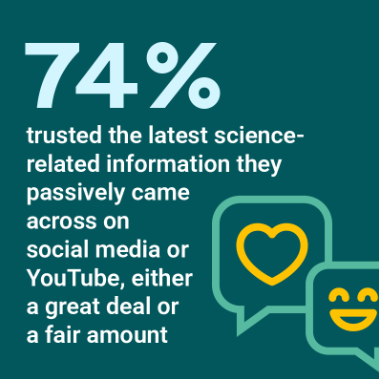 74%
trusted the latest science-
related information they
passively came
across on
social media or
YouTube, either
a great deal or
a fair amount